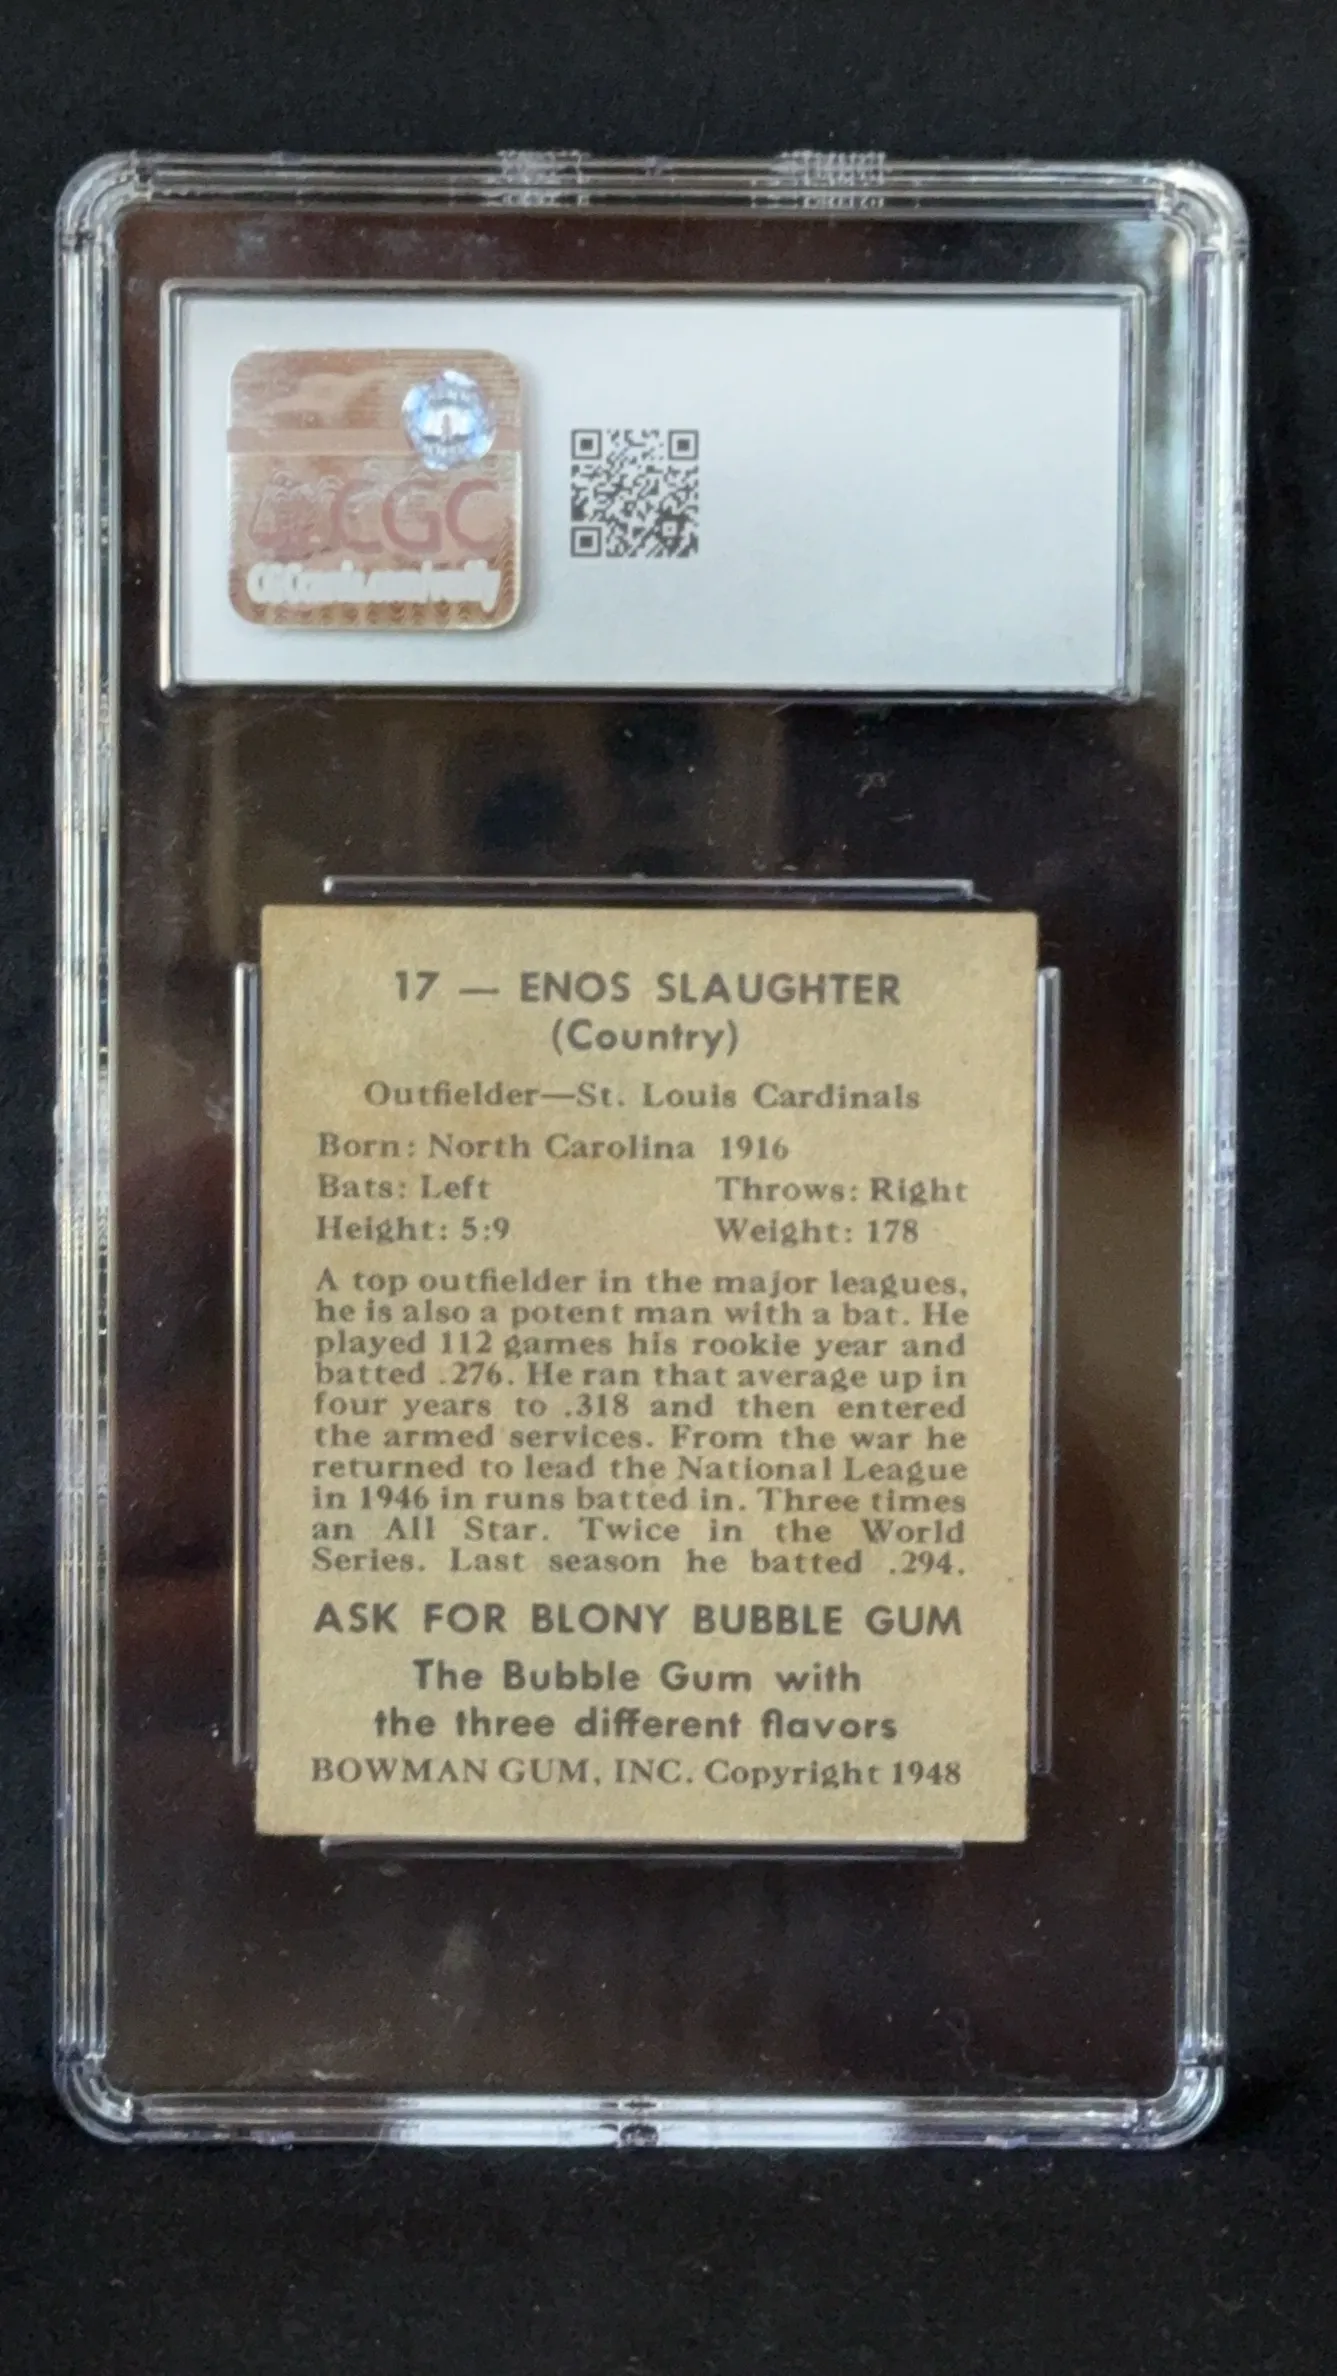 CGC
CGCcards.com/verify
17 — ENOS SLAUGHTER
(Country)
Outfielder—St. Louis Cardinals
Born: North Carolina 1916
Bats: Left Throws: Right
Height: 5:9 Weight: 178
A top outfielder in the major leagues,
he is also a potent man with a bat. He
played 112 games his rookie year and
batted .276. He ran that average up in
four years to .318 and then entered
the armed services. From the war he
returned to lead the National League
in 1946 in runs batted in. Three times
an All Star. Twice in the World
Series. Last season he batted .294.
ASK FOR BLONY BUBBLE GUM
The Bubble Gum with
the three different flavors
BOWMAN GUM, INC. Copyright 1948